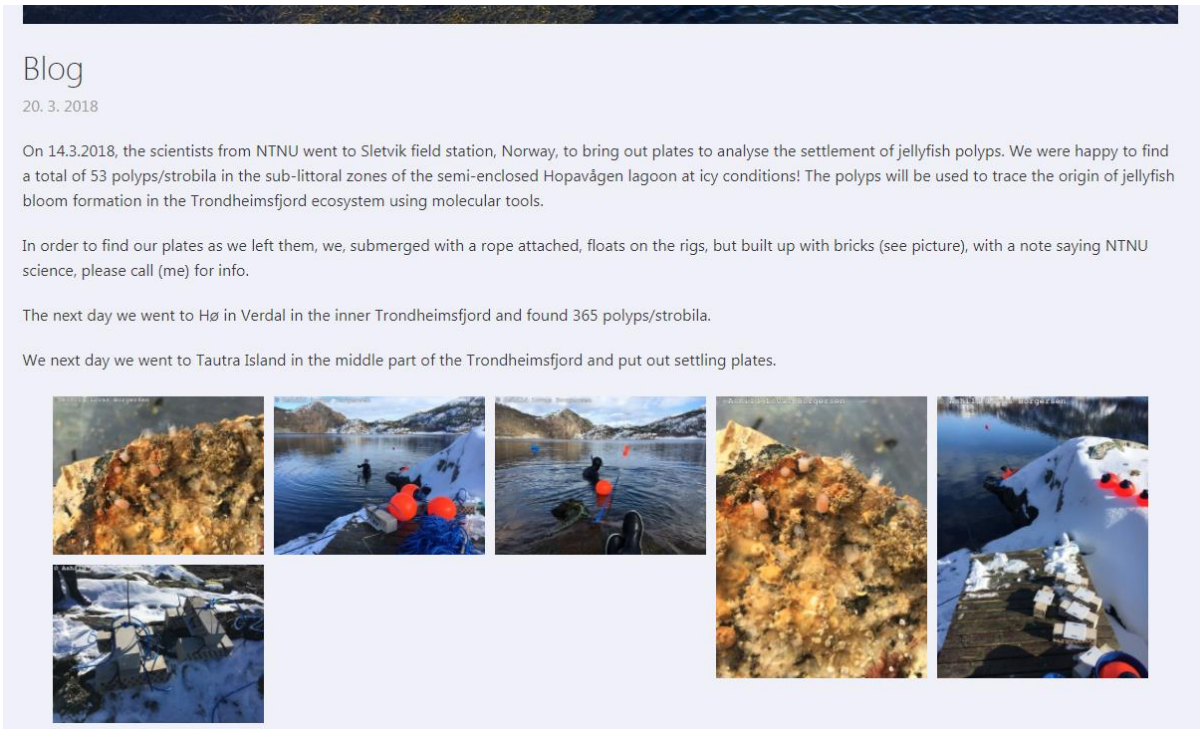 Blog
20. 3. 2018
On 14.3.2018, the scientists from NTNU went to Sletvik field station, Norway, to bring out plates to analyse the settlement of jellyfish polyps. We were happy to find
a total of 53 polyps/strobila in the sub-littoral zones of the semi-enclosed Hopavågen lagoon at icy conditions! The polyps will be used to trace the origin of jellyfish
bloom formation in the Trondheimsfjord ecosystem using molecular tools.
In order to find our plates as we left them, we, submerged with a rope attached, floats on the rigs, but built up with bricks (see picture), with a note saying NTNU
science, please call (me) for info.
The next day we went to Hø in Verdal in the inner Trondheimsfjord and found 365 polyps/strobila.
We next day we went to Tautra Island in the middle part of the Trondheimsfjord and put out settling plates.